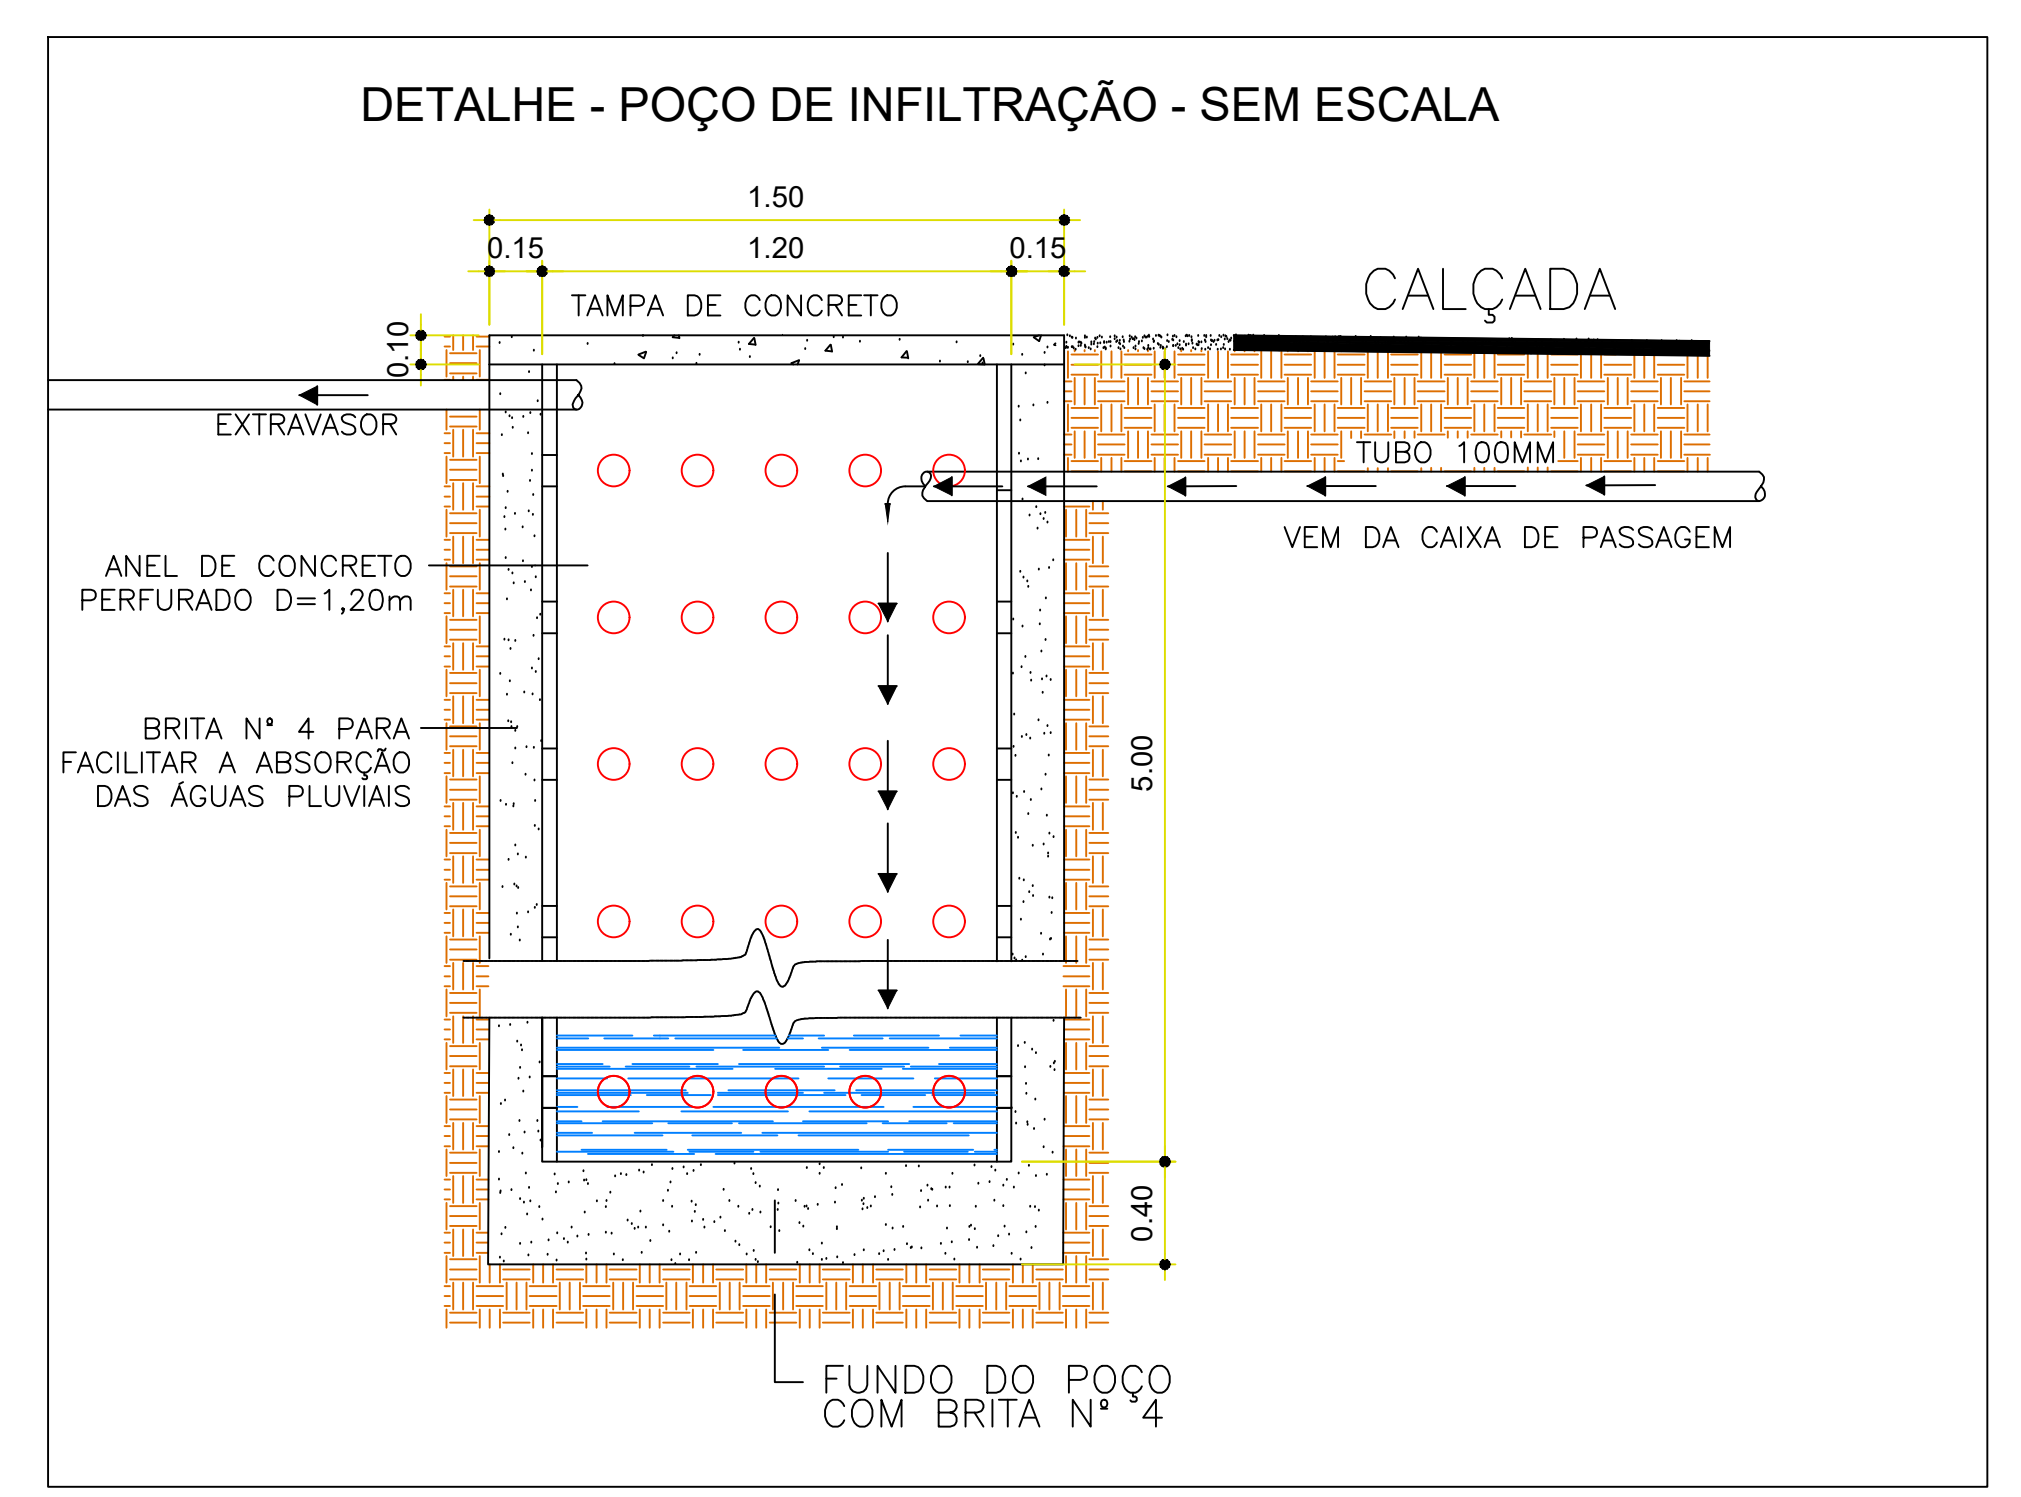 DETALHE - POÇO DE INFILTRAÇÃO - SEM ESCALA
1.50
0.15
1.20
0.15
TAMPA DE CONCRETO
CALÇADA
0.10
EXTRAVASOR
TUBO 100MM
VEM DA CAIXA DE PASSAGEM
ANEL DE CONCRETO
PERFURADO D=1,20m
BRITA Nº 4 PARA
FACILITAR A ABSORÇÃO
DAS ÁGUAS PLUVIAIS
5.00
0.40
FUNDO DO POÇO
COM BRITA Nº 4